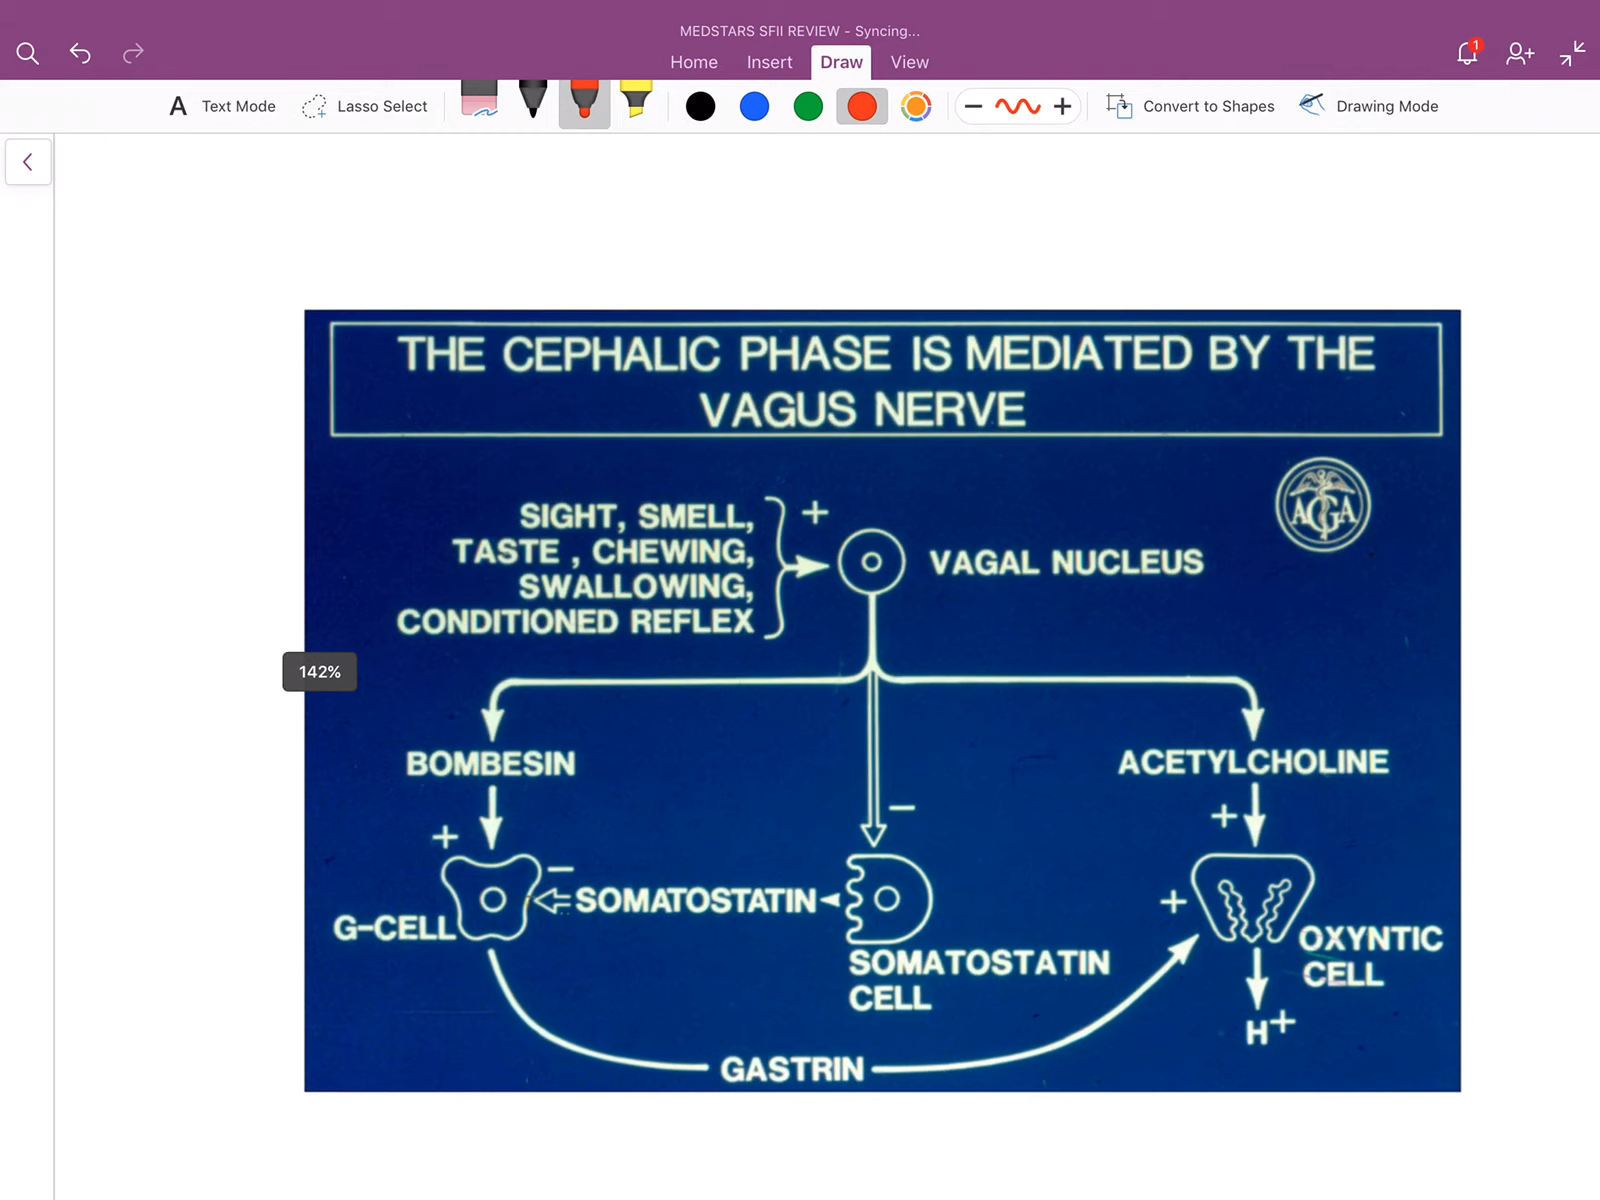 MEDSTARS SFII REVIEW - Syncing...
Home Insert Draw View
1
A Text Mode Lasso Select Convert to Shapes Drawing Mode
THE CEPHALIC PHASE IS MEDIATED BY THE
VAGUS NERVE
AGA
SIGHT, SMELL,
TASTE , CHEWING,
SWALLOWING,
CONDITIONED REFLEX
+
VAGAL NUCLEUS
142%
BOMBESIN
ACETYLCHOLINE
+
−
+
−
SOMATOSTATIN
+
G-CELL
OXYNTIC
CELL
SOMATOSTATIN
CELL
H+
GASTRIN